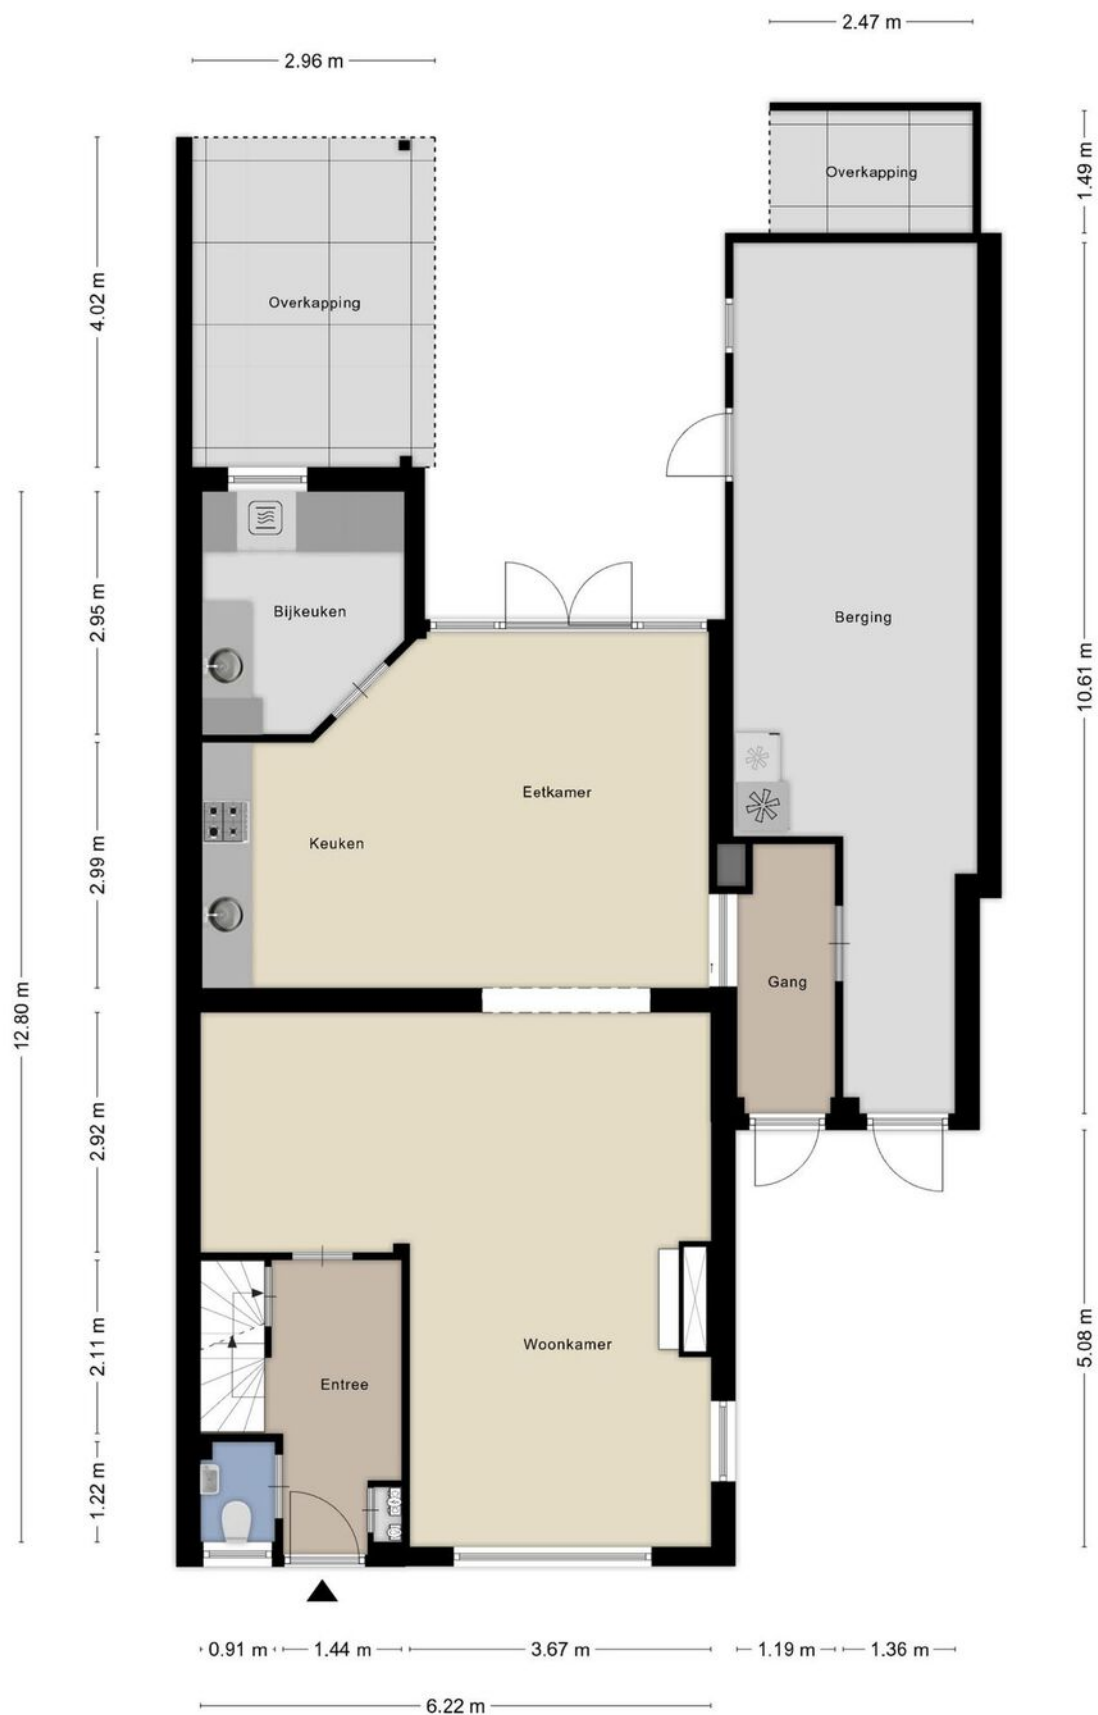 2.47 m
2.96 m
Overkapping
1.49 m
Overkapping
4.02 m
Bijkeuken
2.95 m
Berging
10.61 m
Eetkamer
Keuken
2.99 m
Gang
12.80 m
2.92 m
Woonkamer
2.11 m
5.08 m
Entree
1.22 m
0.91 m
1.44 m
3.67 m
1.19 m
1.36 m
6.22 m